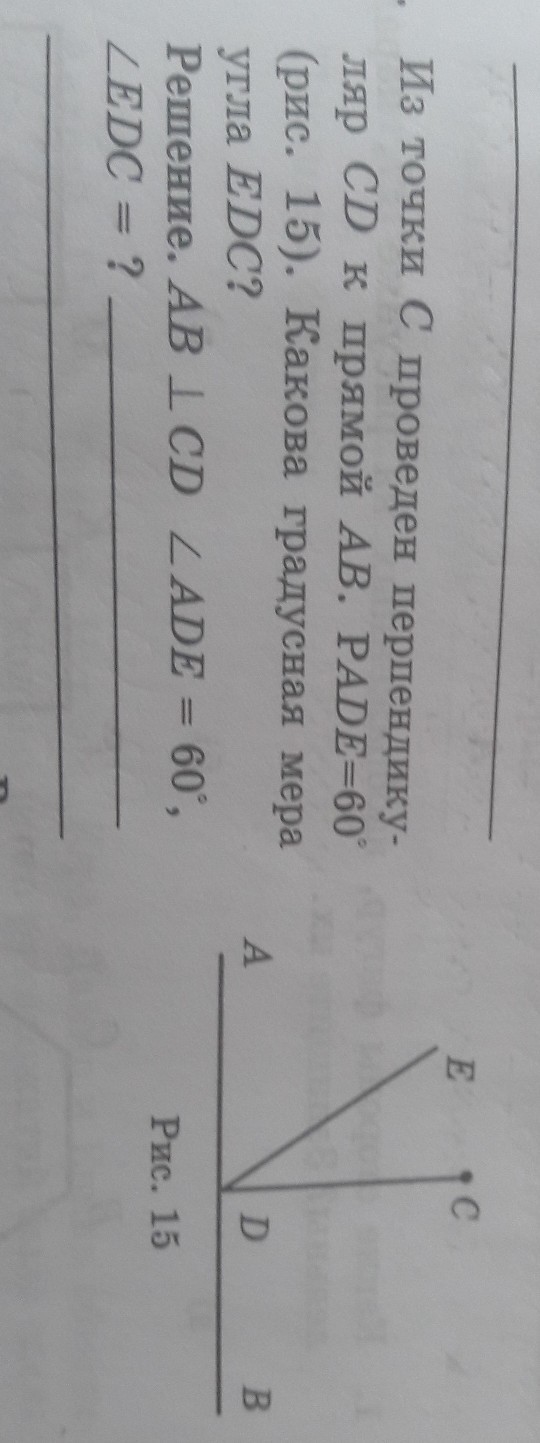 Из точки C проведен перпендику-
ляр CD к прямой AB. PADE=60°
(рис. 15). Какова градусная мера
угла EDC?
Решение. AB ⊥ CD ∠ADE = 60°,
∠EDC = ?
E
C
A
D
B
Рис. 15